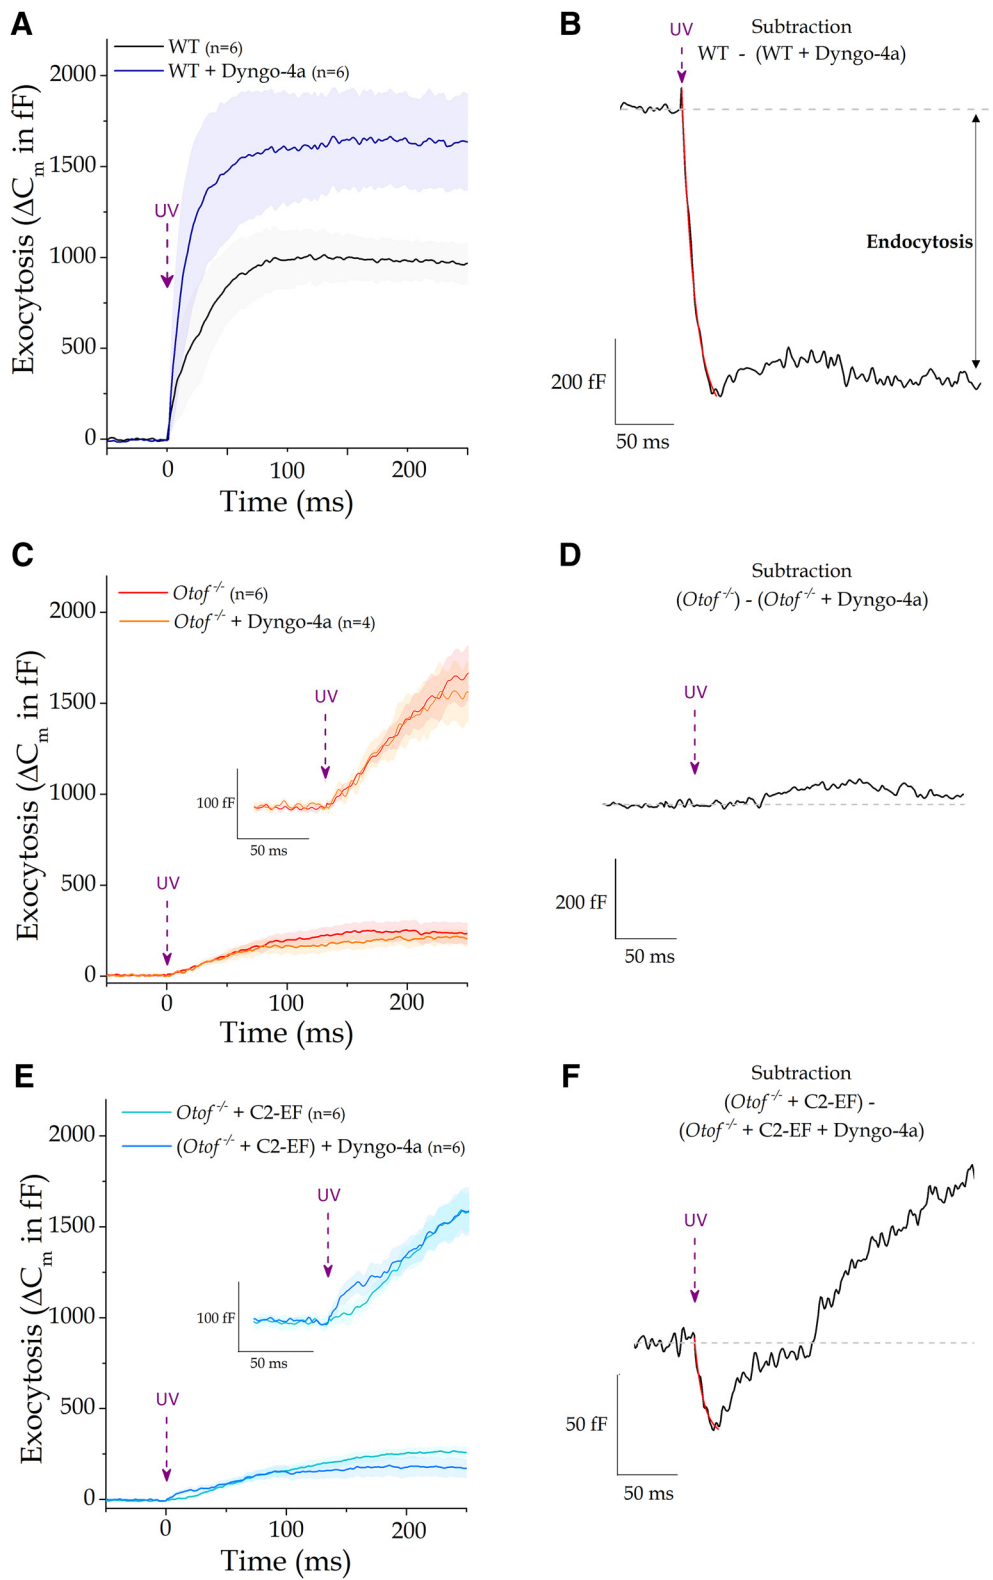 A
WT (n=6)
WT + Dyngo-4a (n=6)
2000
1500
1000
500
0
UV
Exocytosis (ΔCm in fF)
0
100
200
Time (ms)
B
UV
Subtraction
WT - (WT + Dyngo-4a)
Endocytosis
200 fF
50 ms
C
Otof -/- (n=6)
Otof -/- + Dyngo-4a (n=4)
2000
1500
1000
500
0
UV
100 fF
50 ms
UV
Exocytosis (ΔCm in fF)
0
100
200
Time (ms)
D
Subtraction
(Otof -/-) - (Otof -/- + Dyngo-4a)
UV
200 fF
50 ms
E
Otof -/- + C2-EF (n=6)
(Otof -/- + C2-EF) + Dyngo-4a (n=6)
2000
1500
1000
500
0
UV
100 fF
50 ms
UV
Exocytosis (ΔCm in fF)
0
200
Time (ms)
F
Subtraction
(Otof -/- + C2-EF) -
(Otof -/- + C2-EF + Dyngo-4a)
UV
50 fF
50 ms